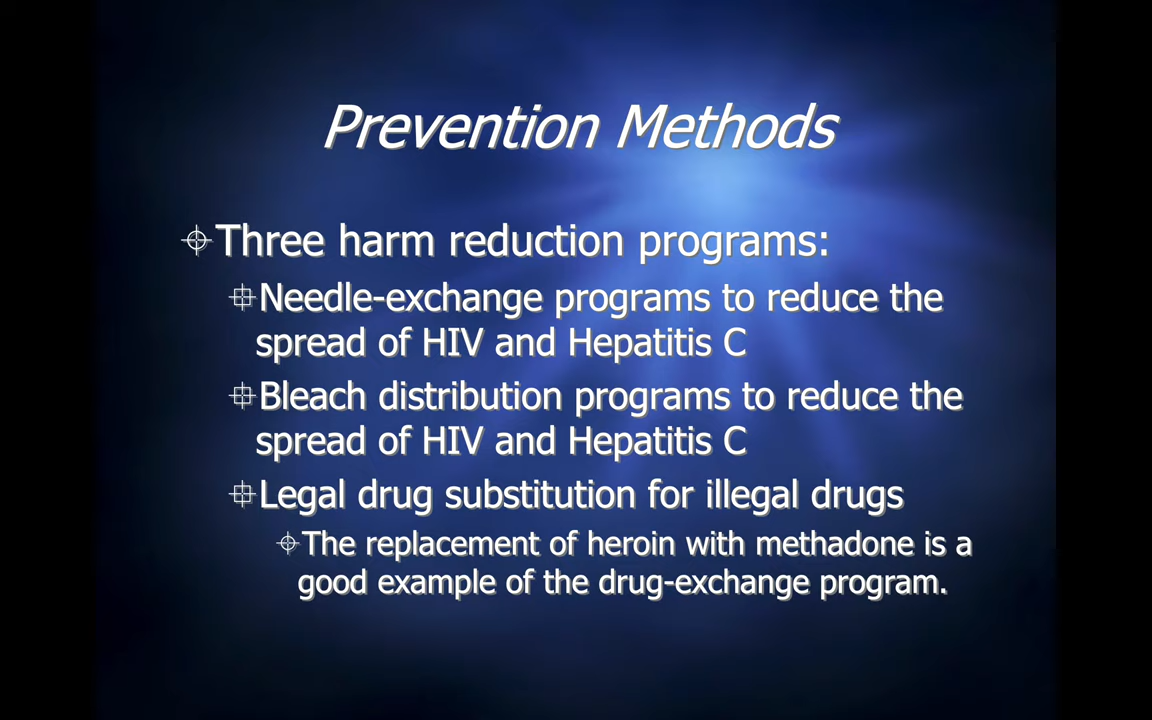 Prevention Methods
Three harm reduction programs:
Needle-exchange programs to reduce the
spread of HIV and Hepatitis C
Bleach distribution programs to reduce the
spread of HIV and Hepatitis C
Legal drug substitution for illegal drugs
The replacement of heroin with methadone is a
good example of the drug-exchange program.